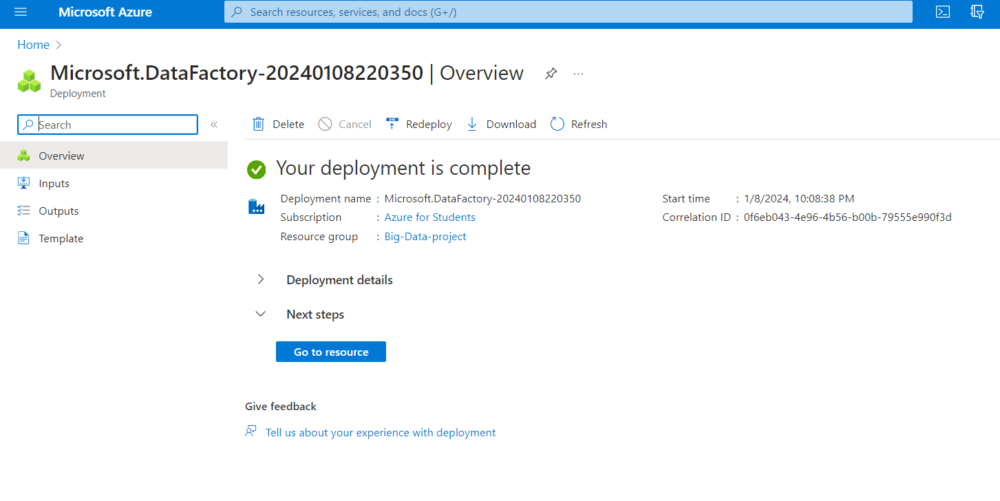 Microsoft Azure
Search resources, services, and docs (G+/)
Home
Microsoft.DataFactory-20240108220350 | Overview
Deployment
Search
Delete
Cancel
Redeploy
Download
Refresh
Overview
Inputs
Outputs
Template
Your deployment is complete
Deployment name : Microsoft.DataFactory-20240108220350
Subscription : Azure for Students
Resource group : Big-Data-project
Start time : 1/8/2024, 10:08:38 PM
Correlation ID : 0f6eb043-4e96-4b56-b00b-79555e990f3d
Deployment details
Next steps
Go to resource
Give feedback
Tell us about your experience with deployment